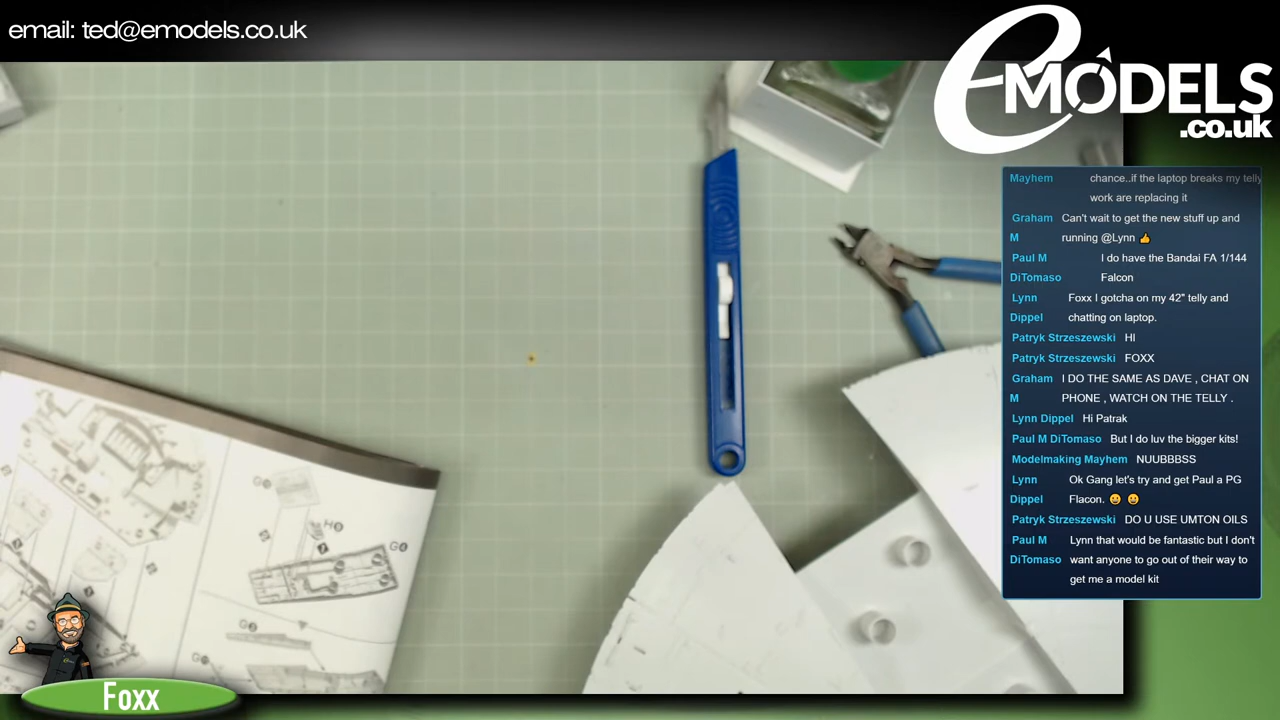 email: ted@emodels.co.uk
eMODELS
.co.uk
Mayhem chance..if the laptop breaks my telly
work are replacing it
Graham Can't wait to get the new stuff up and
M running @Lynn 👍
Paul M I do have the Bandai FA 1/144
DiTomaso Falcon
Lynn Foxx I gotcha on my 42" telly and
Dippel chatting on laptop.
Patryk Strzeszewski HI
Patryk Strzeszewski FOXX
Graham I DO THE SAME AS DAVE , CHAT ON
M PHONE , WATCH ON THE TELLY .
Lynn Dippel Hi Patrak
Paul M DiTomaso But I do luv the bigger kits!
Modelmaking Mayhem NUUBBBSS
Lynn Ok Gang let's try and get Paul a PG
Dippel Flacon. 😀 😀
Patryk Strzeszewski DO U USE UMTON OILS
Paul M Lynn that would be fantastic but I don't
DiTomaso want anyone to go out of their way to
get me a model kit
Foxx